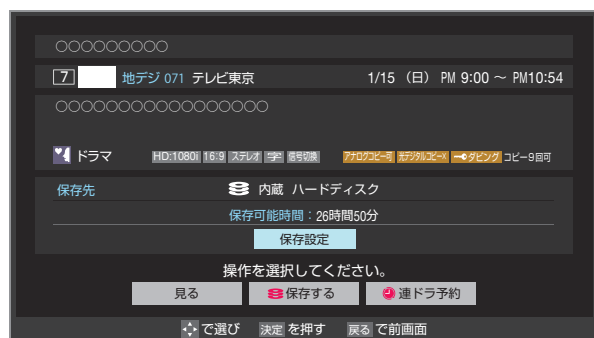 ○○○○○○○○○
7 地デジ 071 テレビ東京 1/15 (日) PM 9:00 ~ PM10:54
○○○○○○○○○○○○○○○○○
ドラマ HD:1080i 16:9 ステレオ 字 信号切換 アナログコピー可 光デジタルコピー× ダビング コピー9回可
保存先 内蔵 ハードディスク
保存可能時間：26時間50分
保存設定
操作を選択してください。
見る 保存する 連ドラ予約
で選び 決定 を押す 戻る で前画面